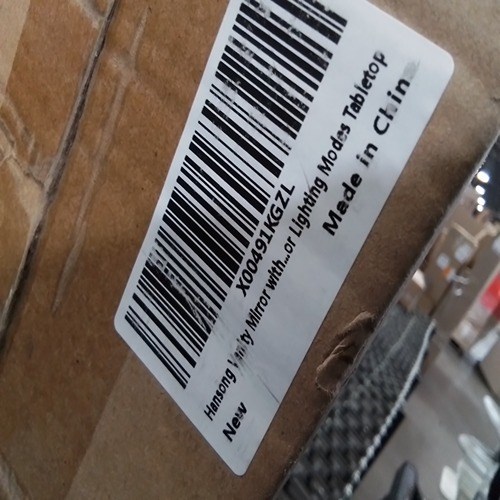 X00491KGZL
Hansong Vanity Mirror with...or Lighting Modes Tabletop
New
Made in China